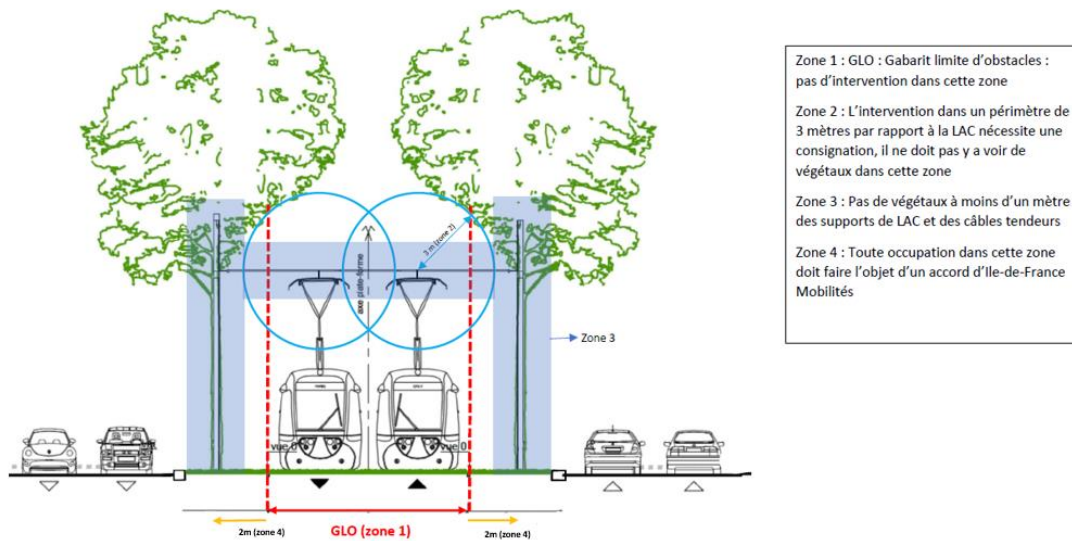 Zone 1 : GLO : Gabarit limite d'obstacles :
pas d'intervention dans cette zone
Zone 2 : L'intervention dans un périmètre de
3 mètres par rapport à la LAC nécessite une
consignation, il ne doit pas y a voir de
végétaux dans cette zone
Zone 3 : Pas de végétaux à moins d'un mètre
des supports de LAC et des câbles tendeurs
Zone 4 : Toute occupation dans cette zone
doit faire l'objet d'un accord d'Ile-de-France
Mobilités
3 m (zone 2)
axe plate-forme
Zone 3
vue 0
vue 0
2m (zone 4)
GLO (zone 1)
2m (zone 4)